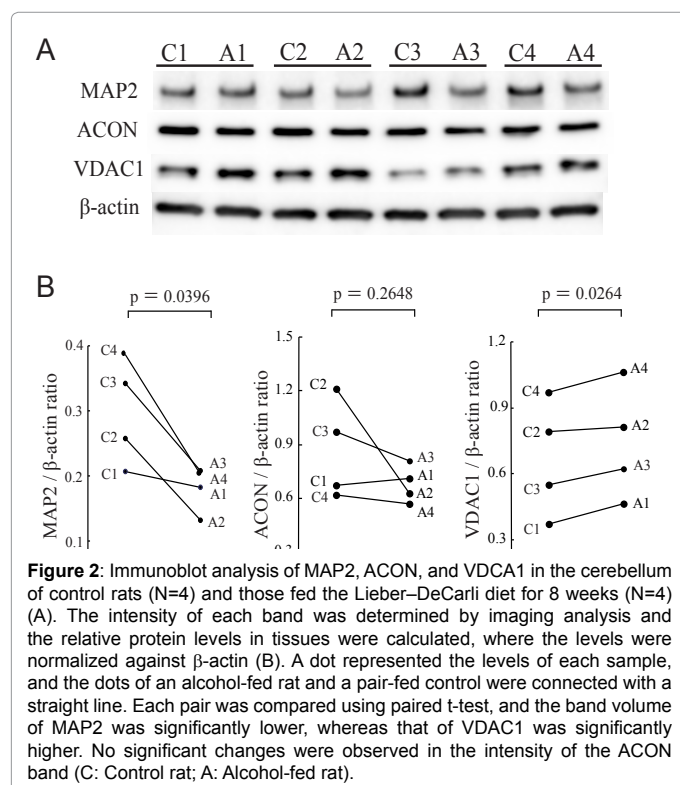 A
C1 A1 C2 A2 C3 A3 C4 A4
MAP2
ACON
VDAC1
β-actin
B
p = 0.0396
p = 0.2648
p = 0.0264
MAP2 / β-actin ratio
0.4
0.3
0.2
0.1
C4
C3
C2
C1
A3
A4
A1
A2
ACON / β-actin ratio
1.5
1.2
0.9
0.6
0.3
C2
C3
C1
C4
A3
A1
A2
A4
VDAC1 / β-actin ratio
1.2
0.9
0.6
0.3
C4
C2
C3
C1
A4
A2
A3
A1
Figure 2: Immunoblot analysis of MAP2, ACON, and VDCA1 in the cerebellum
of control rats (N=4) and those fed the Lieber–DeCarli diet for 8 weeks (N=4)
(A). The intensity of each band was determined by imaging analysis and
the relative protein levels in tissues were calculated, where the levels were
normalized against β-actin (B). A dot represented the levels of each sample,
and the dots of an alcohol-fed rat and a pair-fed control were connected with a
straight line. Each pair was compared using paired t-test, and the band volume
of MAP2 was significantly lower, whereas that of VDAC1 was significantly
higher. No significant changes were observed in the intensity of the ACON
band (C: Control rat; A: Alcohol-fed rat).